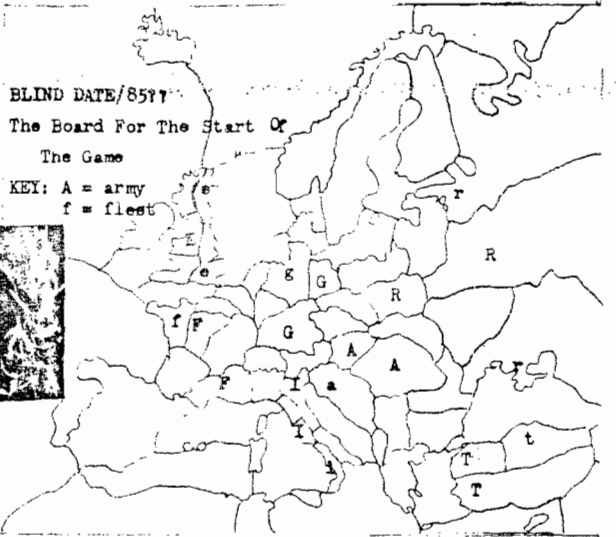 BLIND DATE/85??
The Board For The Start Of
The Game
KEY: A = army
f = fleet
e
r
E
R
e
g
G
R
f
F
G
A
A
r
F
I
a
I
t
T
i
T